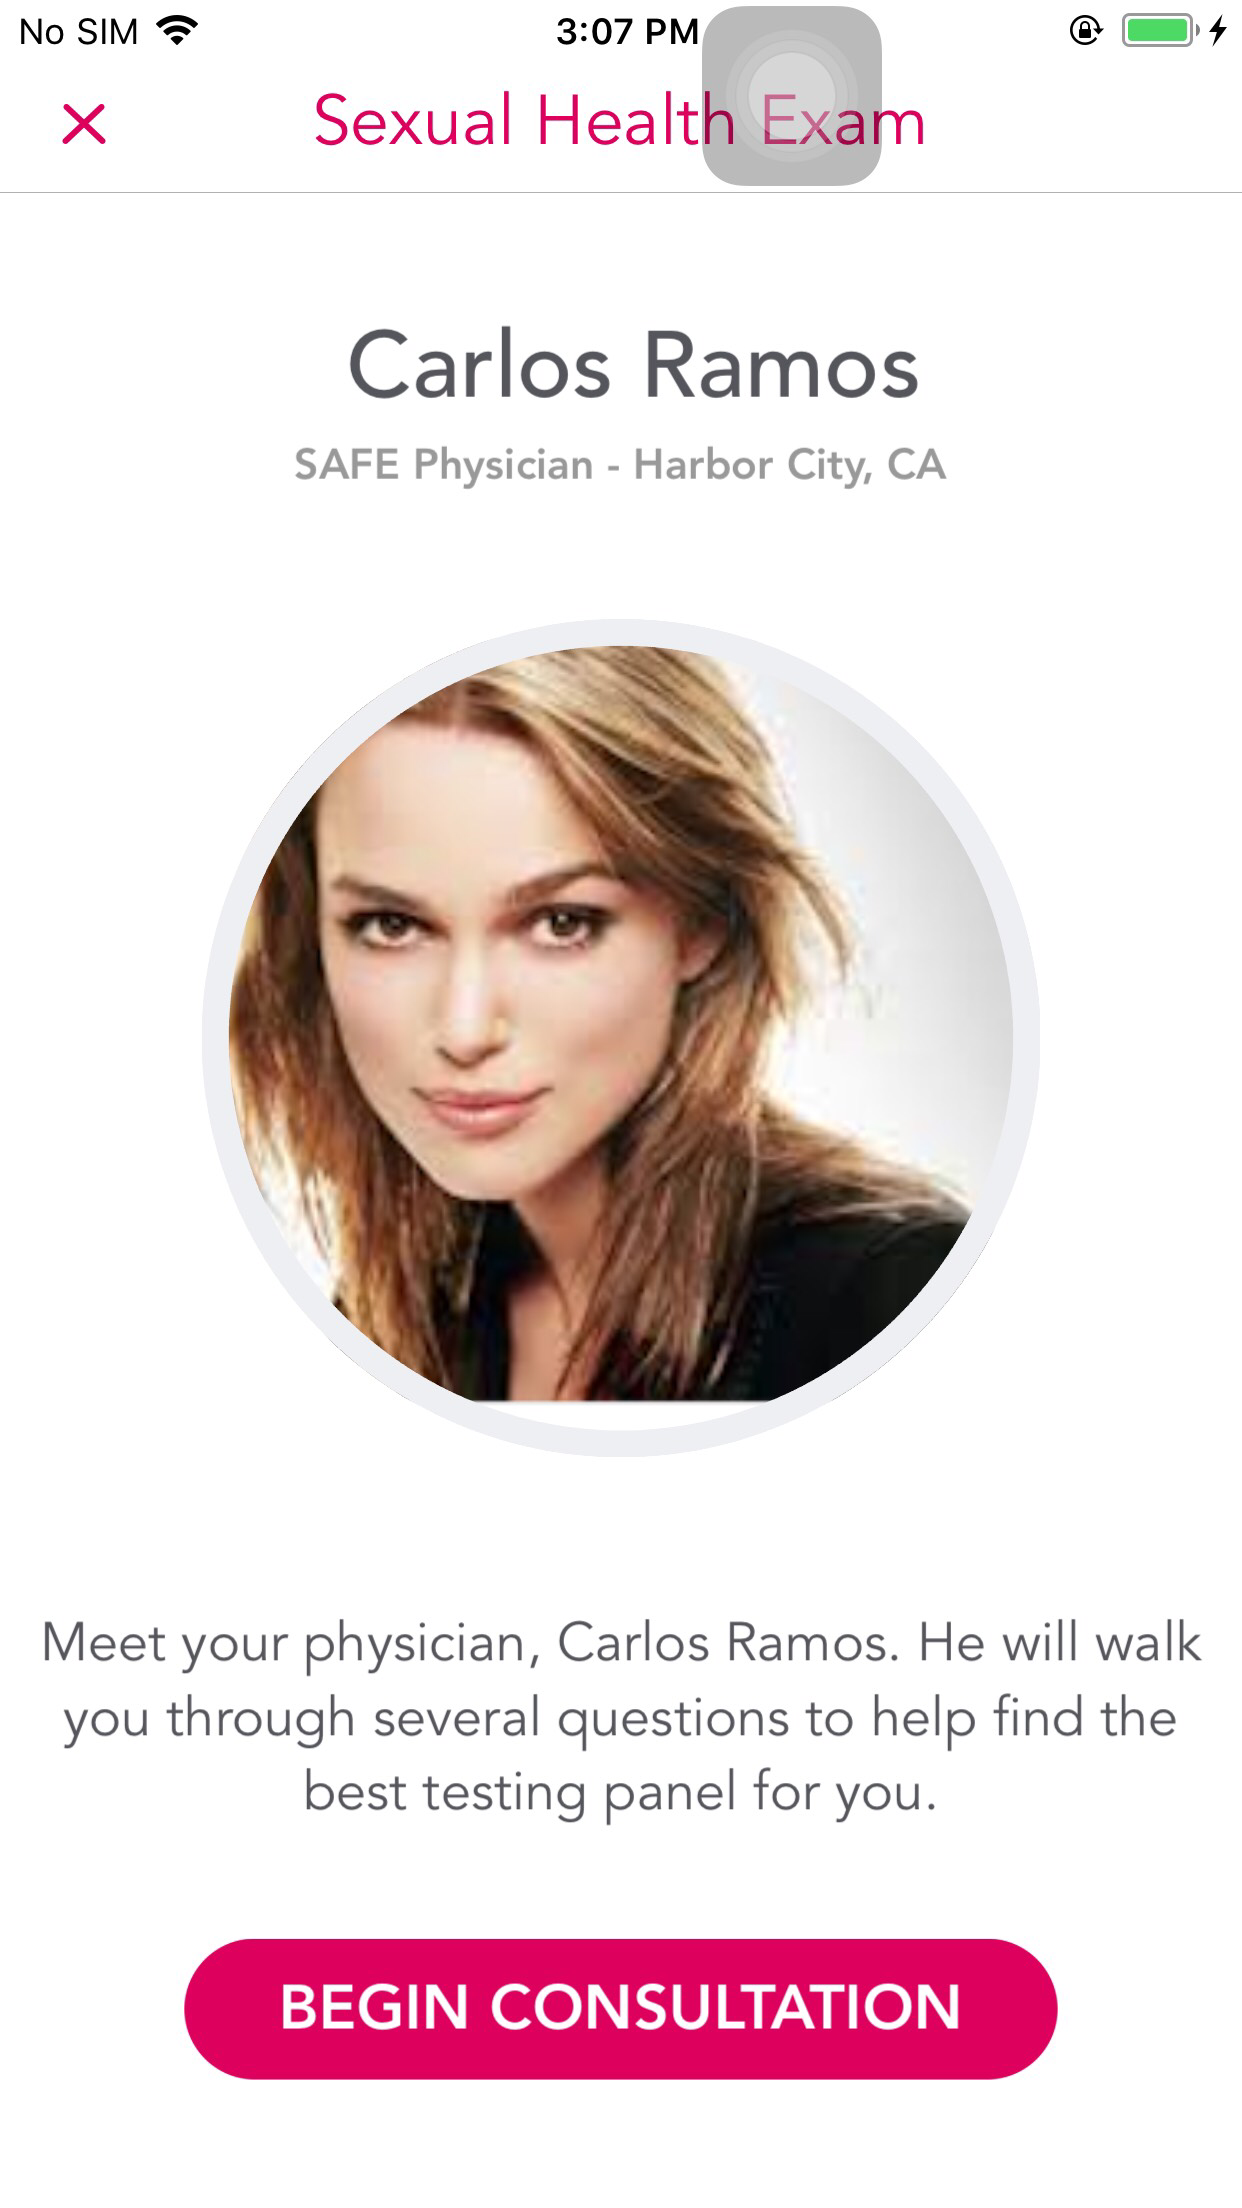 No SIM 3:07 PM
Sexual Health Exam
Carlos Ramos
SAFE Physician - Harbor City, CA
Meet your physician, Carlos Ramos. He will walk
you through several questions to help find the
best testing panel for you.
BEGIN CONSULTATION